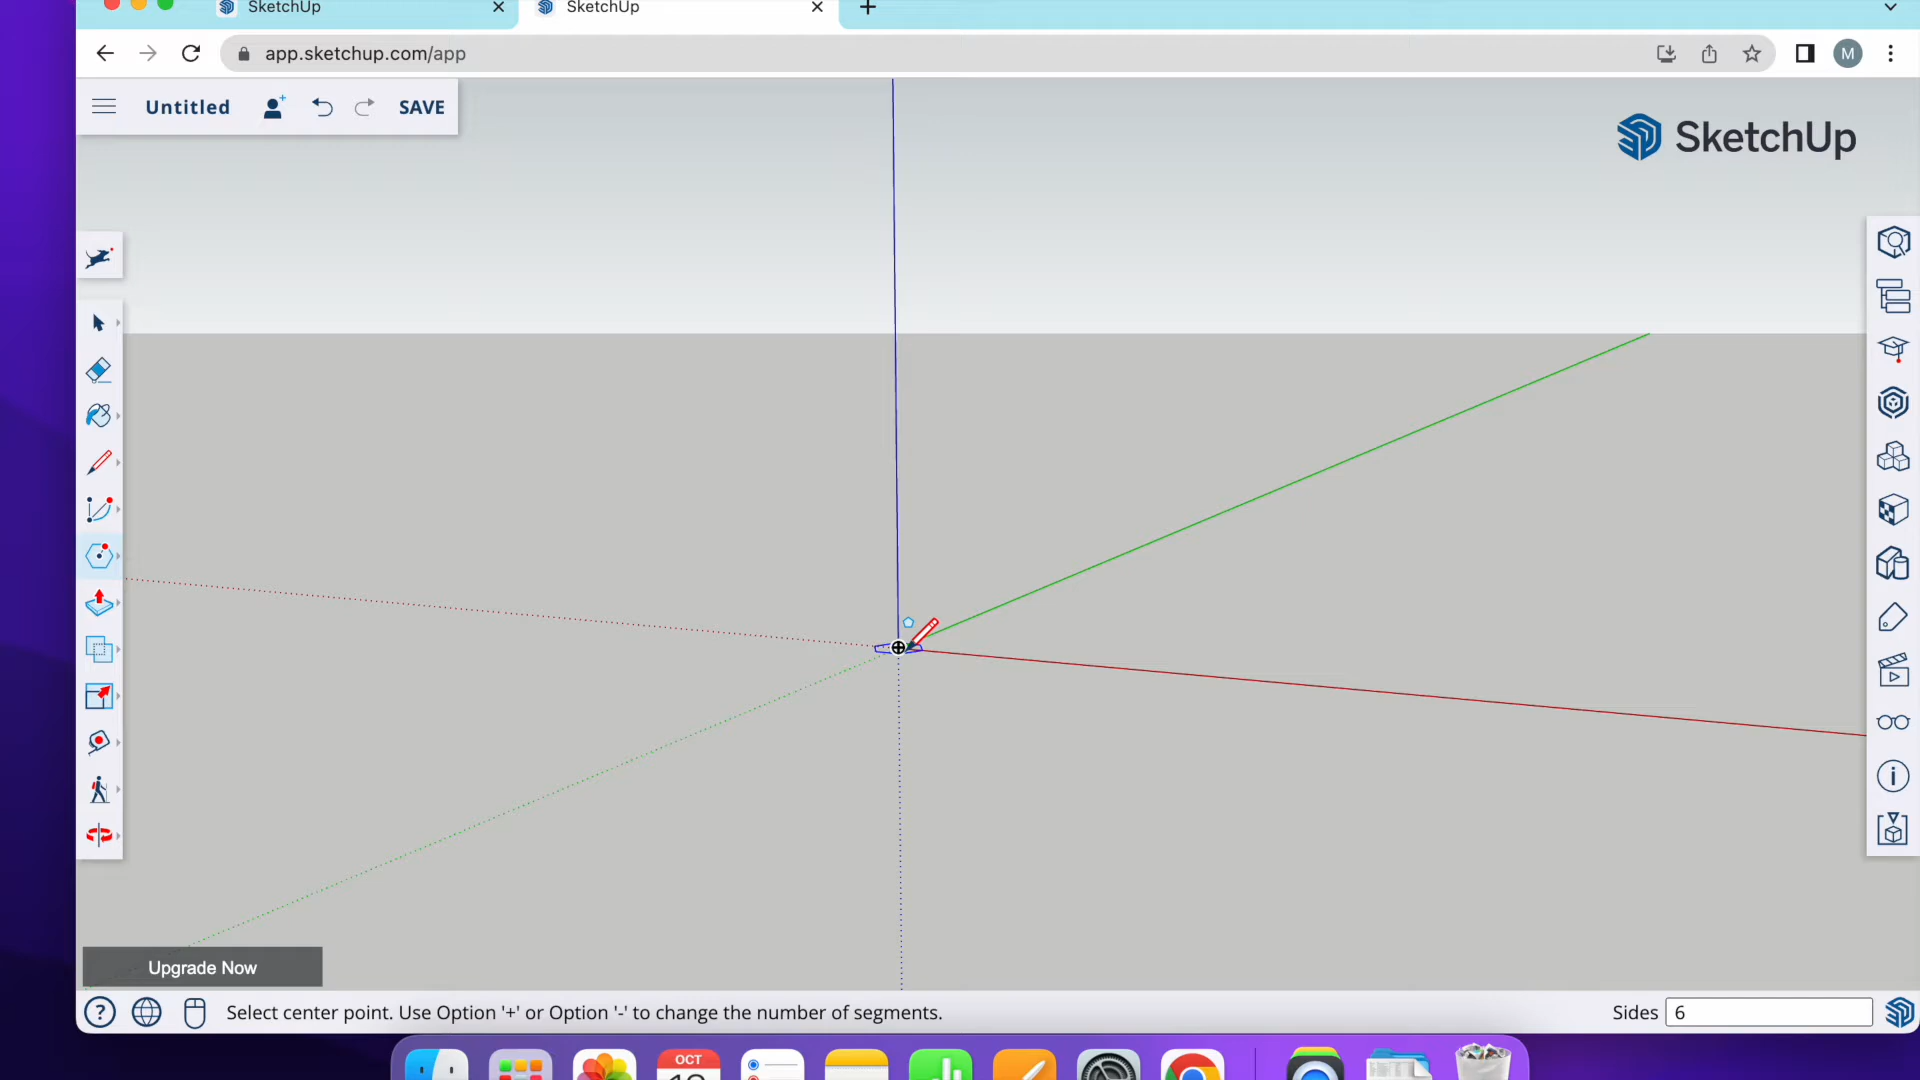 SketchUp
SketchUp
app.sketchup.com/app
M
Untitled
SAVE
SketchUp
Upgrade Now
Select center point. Use Option '+' or Option '-' to change the number of segments.
Sides
6
OCT